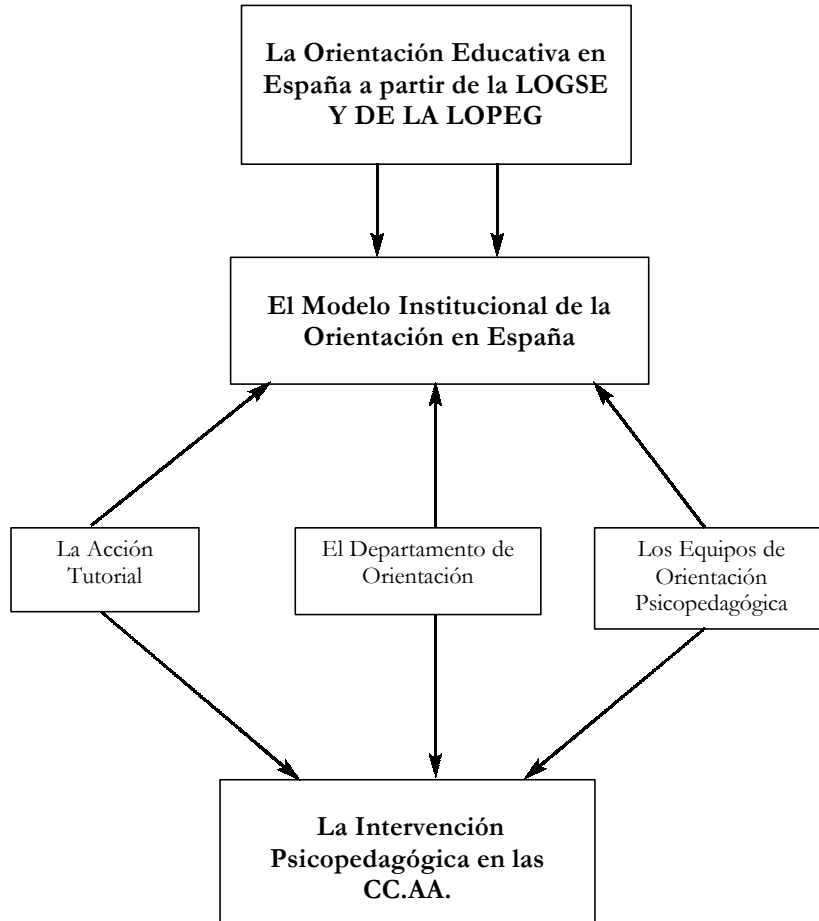 La Orientación Educativa en
España a partir de la LOGSE
Y DE LA LOPEG
El Modelo Institucional de la
Orientación en España
La Acción
Tutorial
El Departamento de
Orientación
Los Equipos de
Orientación
Psicopedagógica
La Intervención
Psicopedagógica en las
CC.AA.